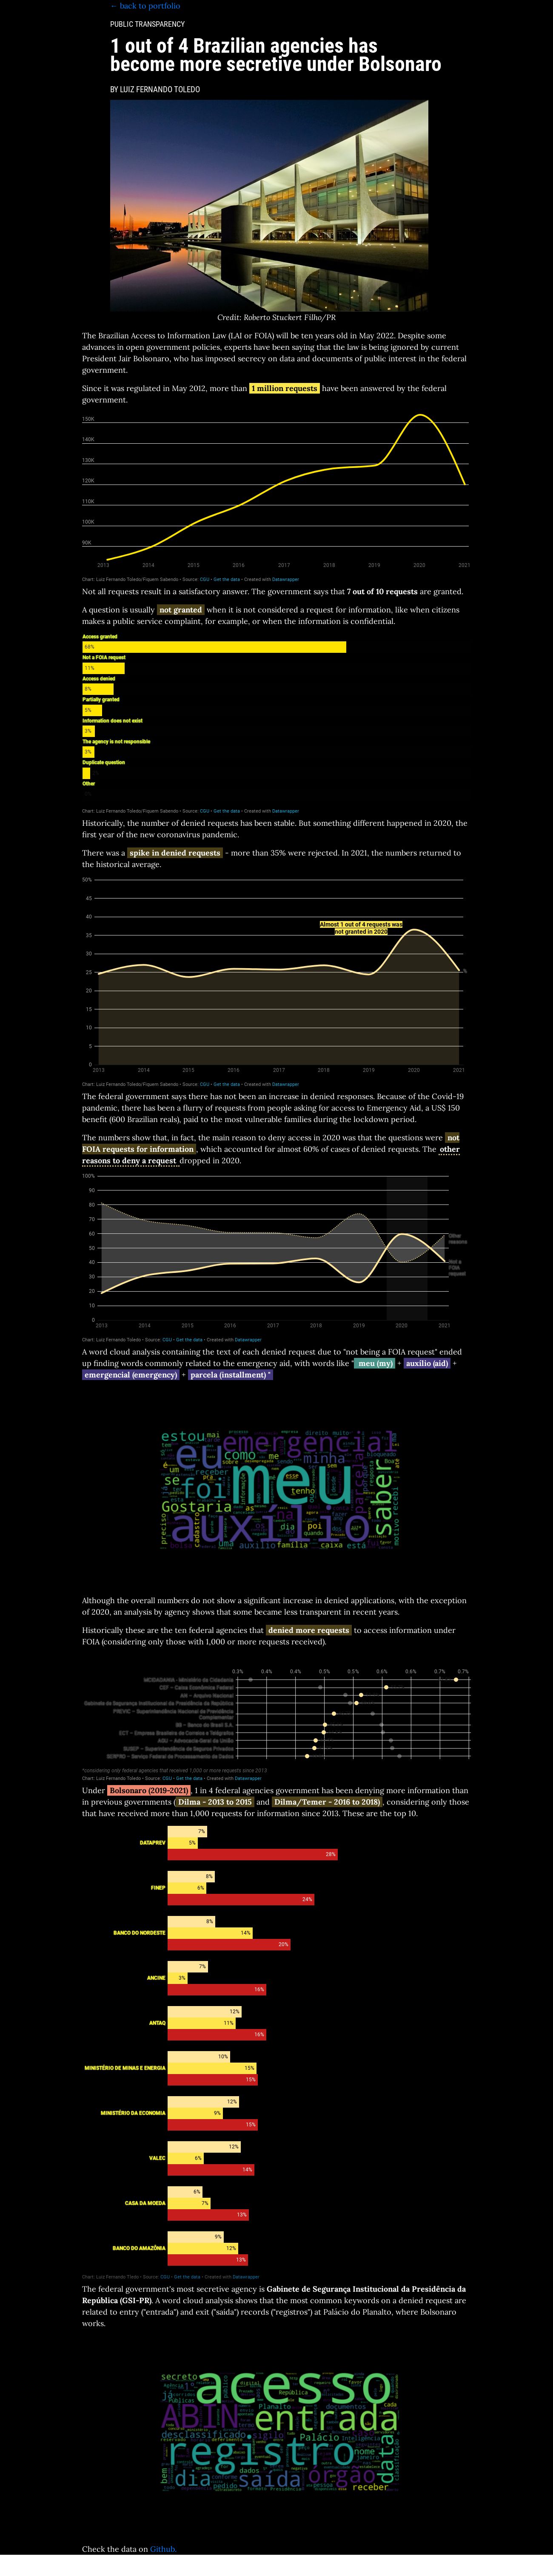 ← back to portfolio
PUBLIC TRANSPARENCY
1 out of 4 Brazilian agencies has
become more secretive under Bolsonaro
BY LUIZ FERNANDO TOLEDO
Credit: Roberto Stuckert Filho/PR
The Brazilian Access to Information Law (LAI or FOIA) will be ten years old in May 2022. Despite some
advances in open government policies, experts have been saying that the law is being ignored by current
President Jair Bolsonaro, who has imposed secrecy on data and documents of public interest in the federal
government.
Since it was regulated in May 2012, more than 1 million requests have been answered by the federal
government.
150K
140K
130K
120K
110K
100K
90K
2013 2014 2015 2016 2017 2018 2019 2020 2021
Chart: Luiz Fernando Toledo/Fiquem Sabendo • Source: CGU • Get the data • Created with Datawrapper
Not all requests result in a satisfactory answer. The government says that 7 out of 10 requests are granted.
A question is usually not granted when it is not considered a request for information, like when citizens
makes a public service complaint, for example, or when the information is confidential.
Access granted
68%
Not a FOIA request
11%
Access denied
8%
Partially granted
5%
Information does not exist
3%
The agency is not responsible
3%
Duplicate question
Other
Chart: Luiz Fernando Toledo/Fiquem Sabendo • Source: CGU • Get the data • Created with Datawrapper
Historically, the number of denied requests has been stable. But something different happened in 2020, the
first year of the new coronavirus pandemic.
There was a spike in denied requests - more than 35% were rejected. In 2021, the numbers returned to
the historical average.
50%
45
40
Almost 1 out of 4 requests was
not granted in 2020
35
30
25
%
20
15
10
5
0
2013 2014 2015 2016 2017 2018 2019 2020 2021
Chart: Luiz Fernando Toledo/Fiquem Sabendo • Source: CGU • Get the data • Created with Datawrapper
The federal government says there has not been an increase in denied requests. Because of the Covid-19
pandemic, there has been a flurry of requests from people asking for access to Emergency Aid, a US$ 150
benefit (600 Brazilian reals), paid to the most vulnerable families during the lockdown period.
The numbers show that, in fact, the main reason to deny access in 2020 was that the questions were not
FOIA requests for information, which accounted for almost 60% of cases of denied requests. The other
reasons to deny a request dropped in 2020.
100%
90
80
70
60
Other
reasons
50
40
Not a
FOIA
request
30
20
10
0
2013 2014 2015 2016 2017 2018 2019 2020 2021
Chart: Luiz Fernando Toledo • Source: CGU • Get the data • Created with Datawrapper
A word cloud analysis containing the text of each denied request due to "not being a FOIA request" ended
up finding words commonly related to the emergency aid, with words like " meu (my) + auxílio (aid) +
emergencial (emergency) + parcela (installment) "
estou mai emergencial
eu como me minha
é um receber
se foi meu tenho
esse
Gostaria as na parcela saber
preciso cadastro auxílio
dia poi quando
Uma auxilio família caixa está
motivo recebi
Although the overall numbers do not show a significant increase in denied applications, with the exception
of 2020, an analysis by agency shows that some became less transparent in recent years.
Historically these are the ten federal agencies that denied more requests to access information under
FOIA (considering only those with 1,000 or more requests received).
0.3% 0.4% 0.4% 0.5% 0.5% 0.6% 0.6% 0.7% 0.7%
MCIDADANIA - Ministério da Cidadania
CEF – Caixa Econômica Federal
AN – Arquivo Nacional
Gabinete de Segurança Institucional da Presidência da República
PREVIC – Superintendência Nacional de Previdência
Complementar
BB – Banco do Brasil S.A.
ECT – Empresa Brasileira de Correios e Telégrafos
AGU – Advocacia-Geral da União
SUSEP – Superintendência de Seguros Privados
SERPRO – Serviço Federal de Processamento de Dados
*considering only federal agencies that received 1,000 or more requests since 2013
Chart: Luiz Fernando Toledo • Source: CGU • Get the data • Created with Datawrapper
Under Bolsonaro (2019-2021), 1 in 4 federal agencies government has been denying more information than
in previous governments ( Dilma - 2013 to 2015 and Dilma/Temer - 2016 to 2018) , considering only those
that have received more than 1,000 requests for information since 2013. These are the top 10.
7%
DATAPREV 5%
28%
8%
FINEP 6%
24%
8%
BANCO DO NORDESTE 14%
20%
7%
ANCINE 3%
16%
12%
ANTAQ 11%
16%
10%
MINISTÉRIO DE MINAS E ENERGIA 15%
15%
12%
MINISTÉRIO DA ECONOMIA 9%
15%
12%
VALEC 6%
14%
6%
CASA DA MOEDA 7%
13%
9%
BANCO DO AMAZÔNIA 12%
13%
Chart: Luiz Fernando Tledo • Source: CGU • Get the data • Created with Datawrapper
The federal government's most secretive agency is Gabinete de Segurança Institucional da Presidência da
República (GSI-PR). A word cloud analysis shows that the most common keywords on a denied request are
related to entry ("entrada") and exit ("saída") records ("registros") at Palácio do Planalto, where Bolsonaro
works.
secreto acesso
já Públicas República
ABIN Planalto documentos cada
entrada
desclassificado sigilo Palácio Inteligência
registro nome data
bem dia dados saída órgão
pedido receber
Check the data on Github.